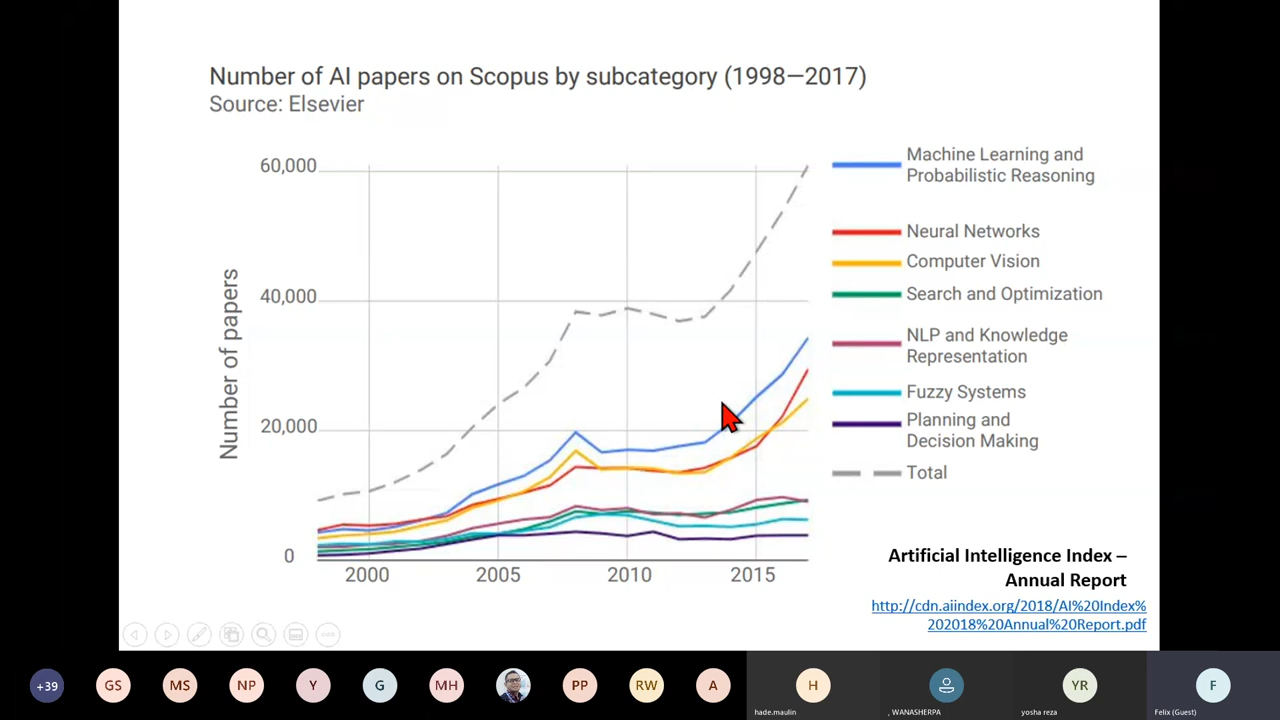 Number of AI papers on Scopus by subcategory (1998—2017)
Source: Elsevier
Number of papers
60,000
40,000
20,000
0
2000
2005
2010
2015
Machine Learning and
Probabilistic Reasoning
Neural Networks
Computer Vision
Search and Optimization
NLP and Knowledge
Representation
Fuzzy Systems
Planning and
Decision Making
Total
Artificial Intelligence Index –
Annual Report
http://cdn.aiindex.org/2018/AI%20Index%
202018%20Annual%20Report.pdf
+39
GS
MS
NP
Y
G
MH
PP
RW
A
H
YR
F
hade.maulin
, WANASHERPA
yosha reza
Felix (Guest)